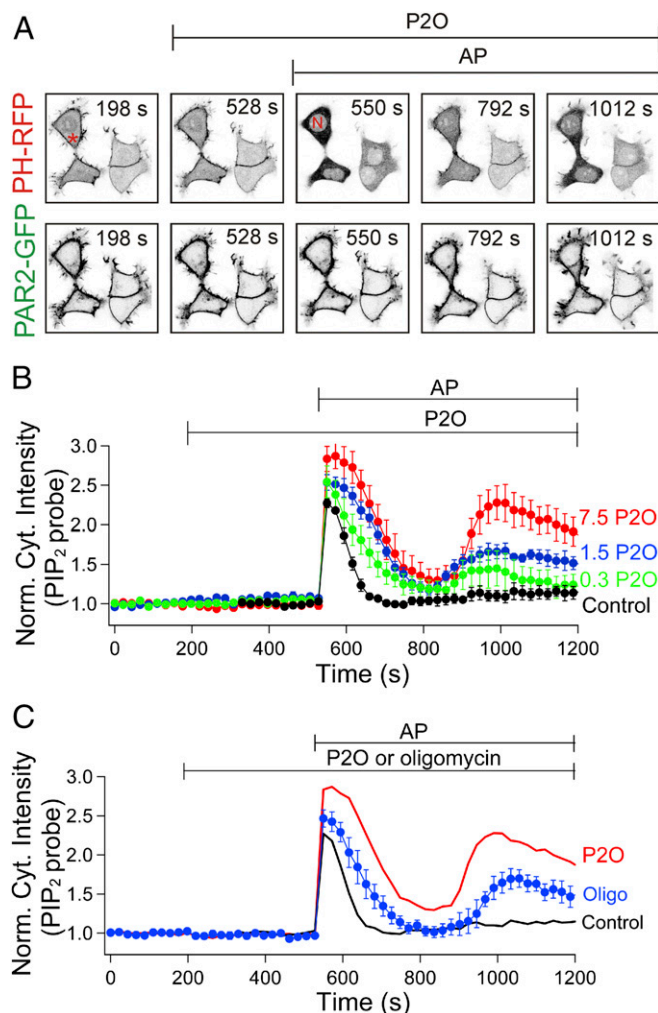 A
P2O
AP
PH-RFP
198 s
528 s
550 s
792 s
1012 s
*
N
PAR2-GFP
198 s
528 s
550 s
792 s
1012 s
B
AP
P2O
Norm. Cyt. Intensity
(PIP₂ probe)
3.0
2.5
2.0
1.5
1.0
7.5 P2O
1.5 P2O
0.3 P2O
Control
0 200 400 600 800 1000 1200
Time (s)
C
AP
P2O or oligomycin
Norm. Cyt. Intensity
(PIP₂ probe)
3.0
2.5
2.0
1.5
1.0
P2O
Oligo
Control
0 200 400 600 800 1000 1200
Time (s)